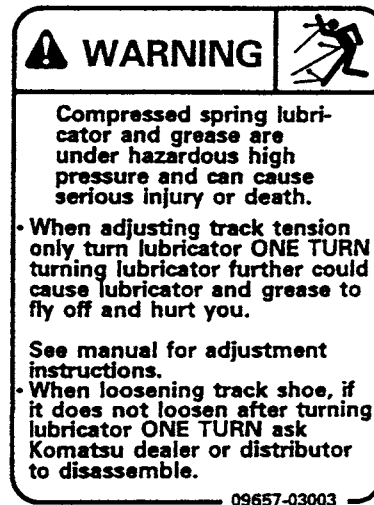 WARNING
Compressed spring lubri-
cator and grease are
under hazardous high
pressure and can cause
serious injury or death.
· When adjusting track tension
only turn lubricator ONE TURN
turning lubricator further could
cause lubricator and grease to
fly off and hurt you.
See manual for adjustment
instructions.
· When loosening track shoe, if
it does not loosen after turning
lubricator ONE TURN ask
Komatsu dealer or distributor
to disassemble.
09657-03003